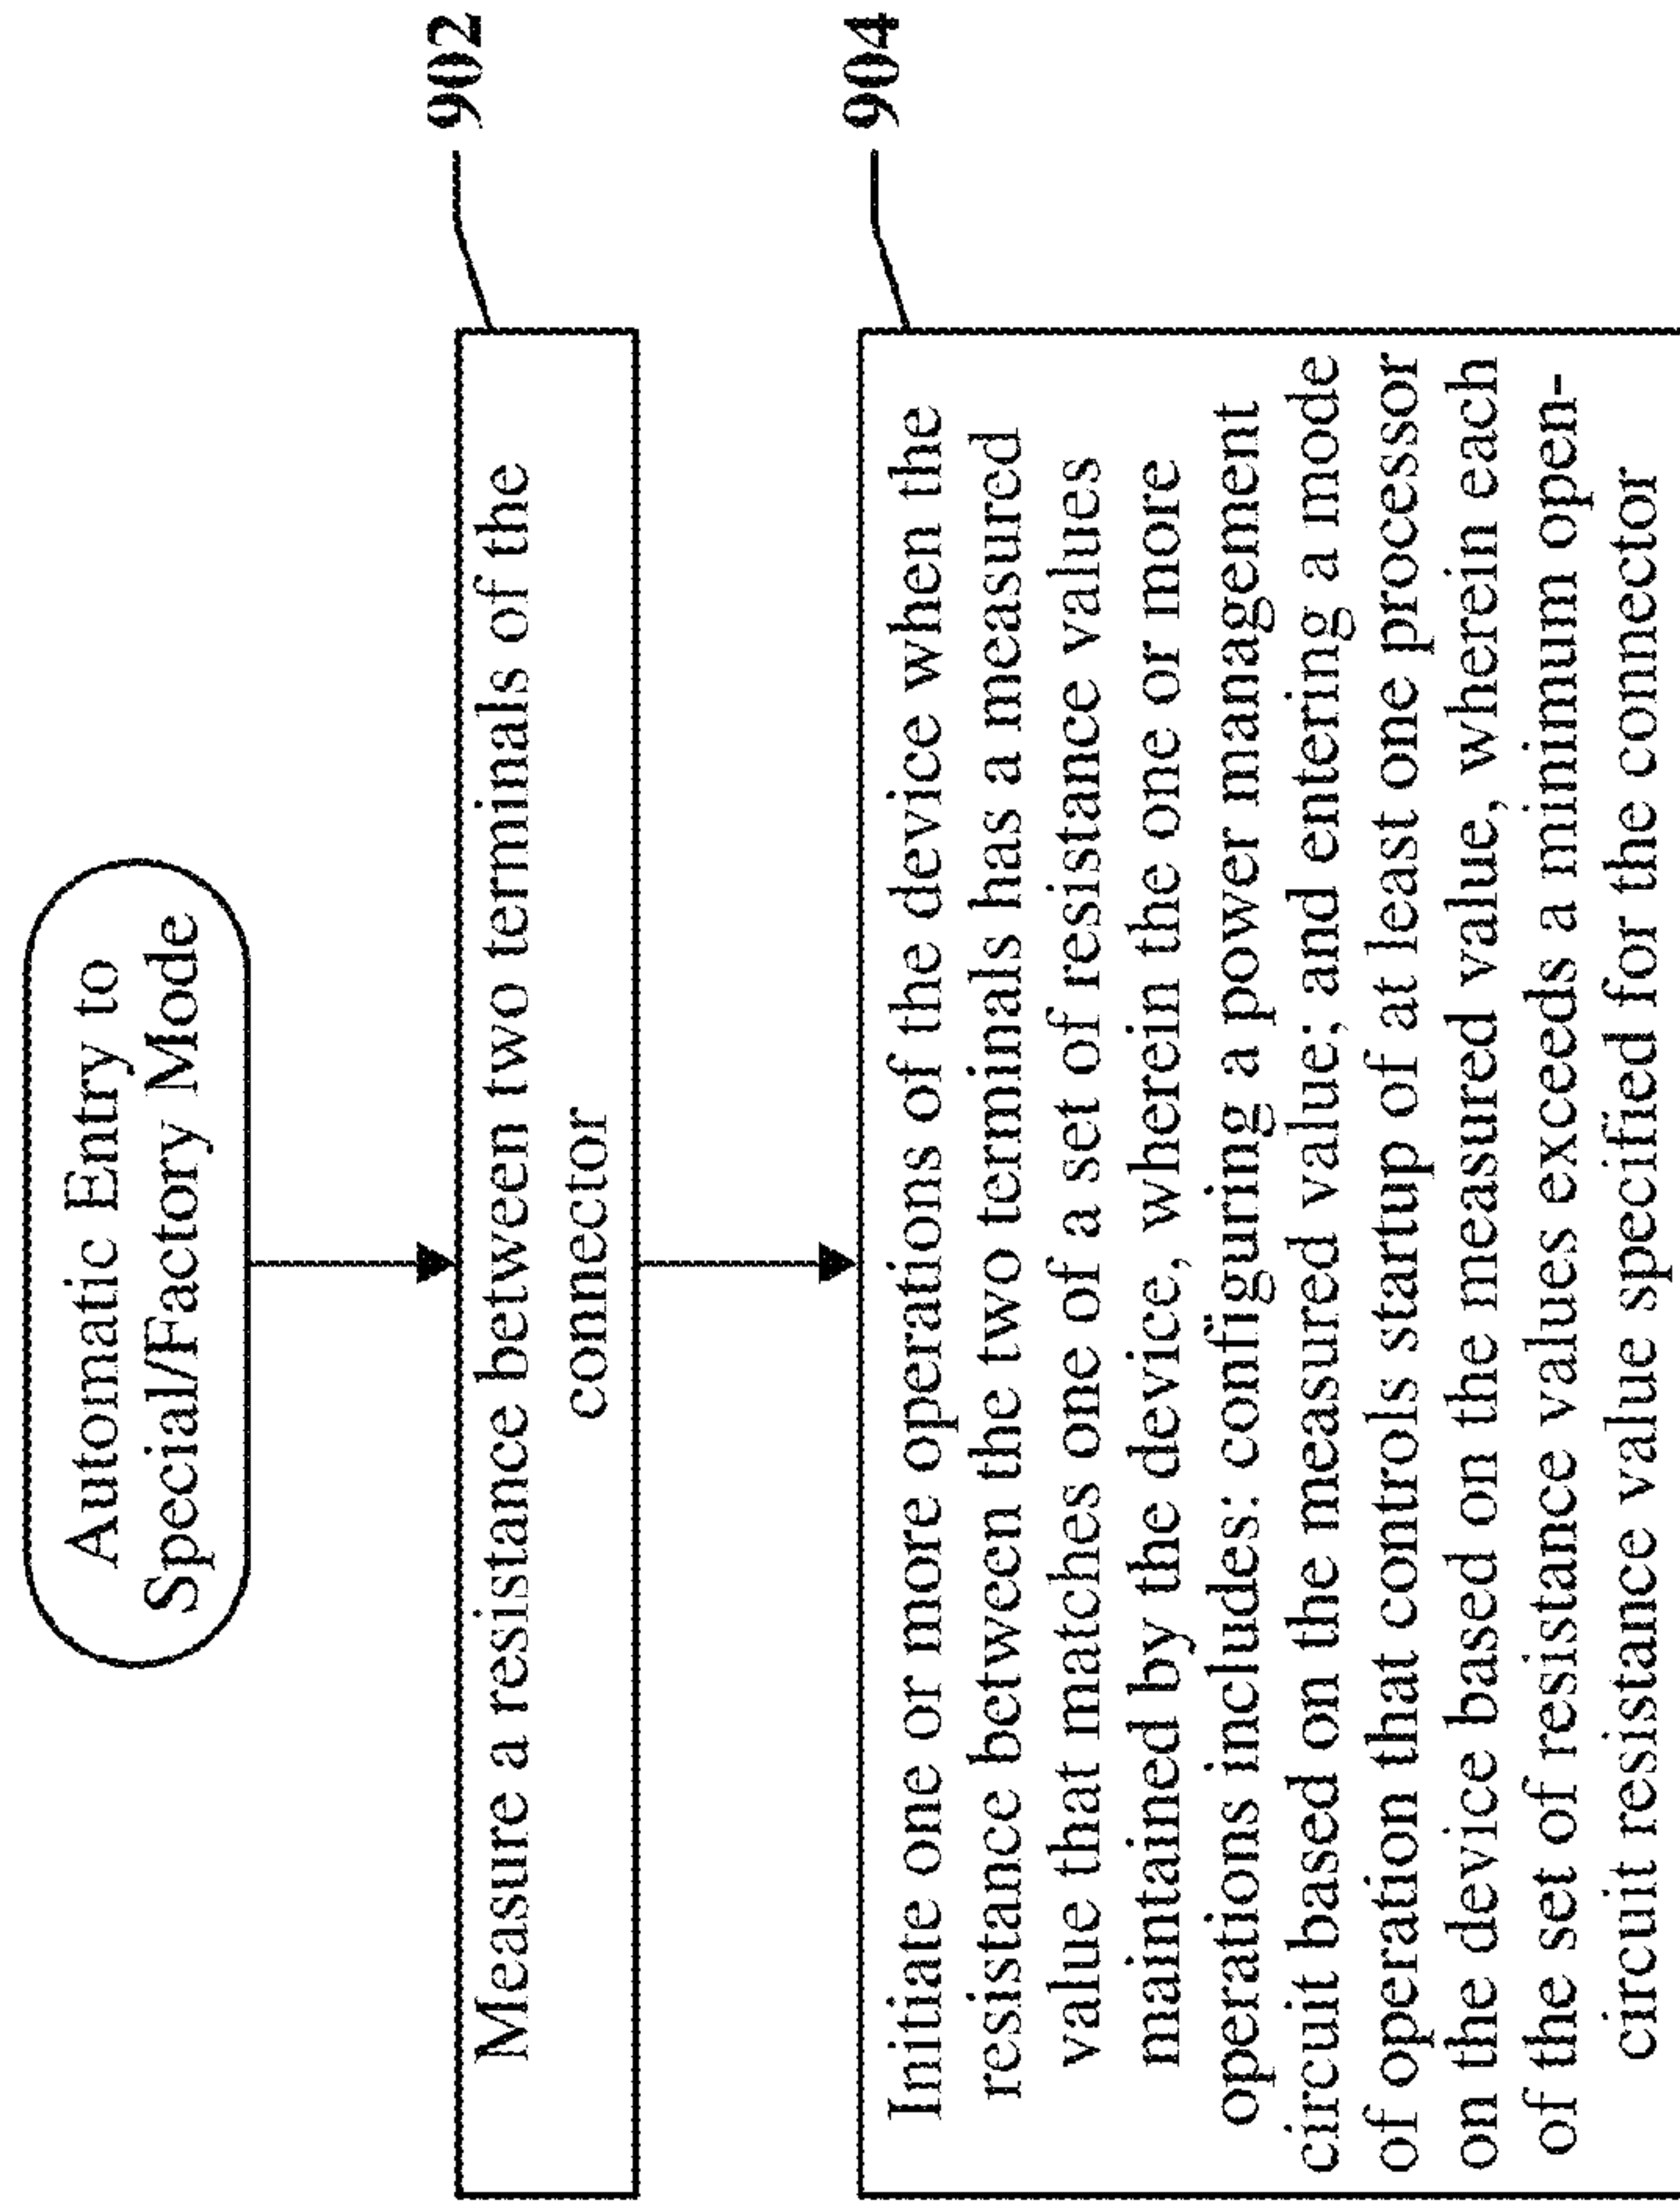 Automatic Entry to
Special/Factory Mode
902
Measure a resistance between two terminals of the
connector
904
Initiate one or more operations of the device when the
resistance between the two terminals has a measured
value that matches one of a set of resistance values
maintained by the device, wherein the one or more
operations includes: configuring a power management
circuit based on the measured value; and entering a mode
of operation that controls startup of at least one processor
on the device based on the measured value, wherein each
of the set of resistance values exceeds a minimum open-
circuit resistance value specified for the connector